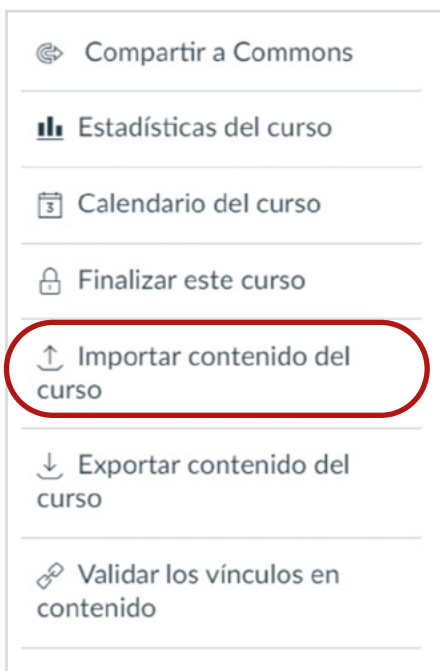 Compartir a Commons
Estadísticas del curso
3
Calendario del curso
Finalizar este curso
Importar contenido del
curso
Exportar contenido del
curso
Validar los vínculos en
contenido